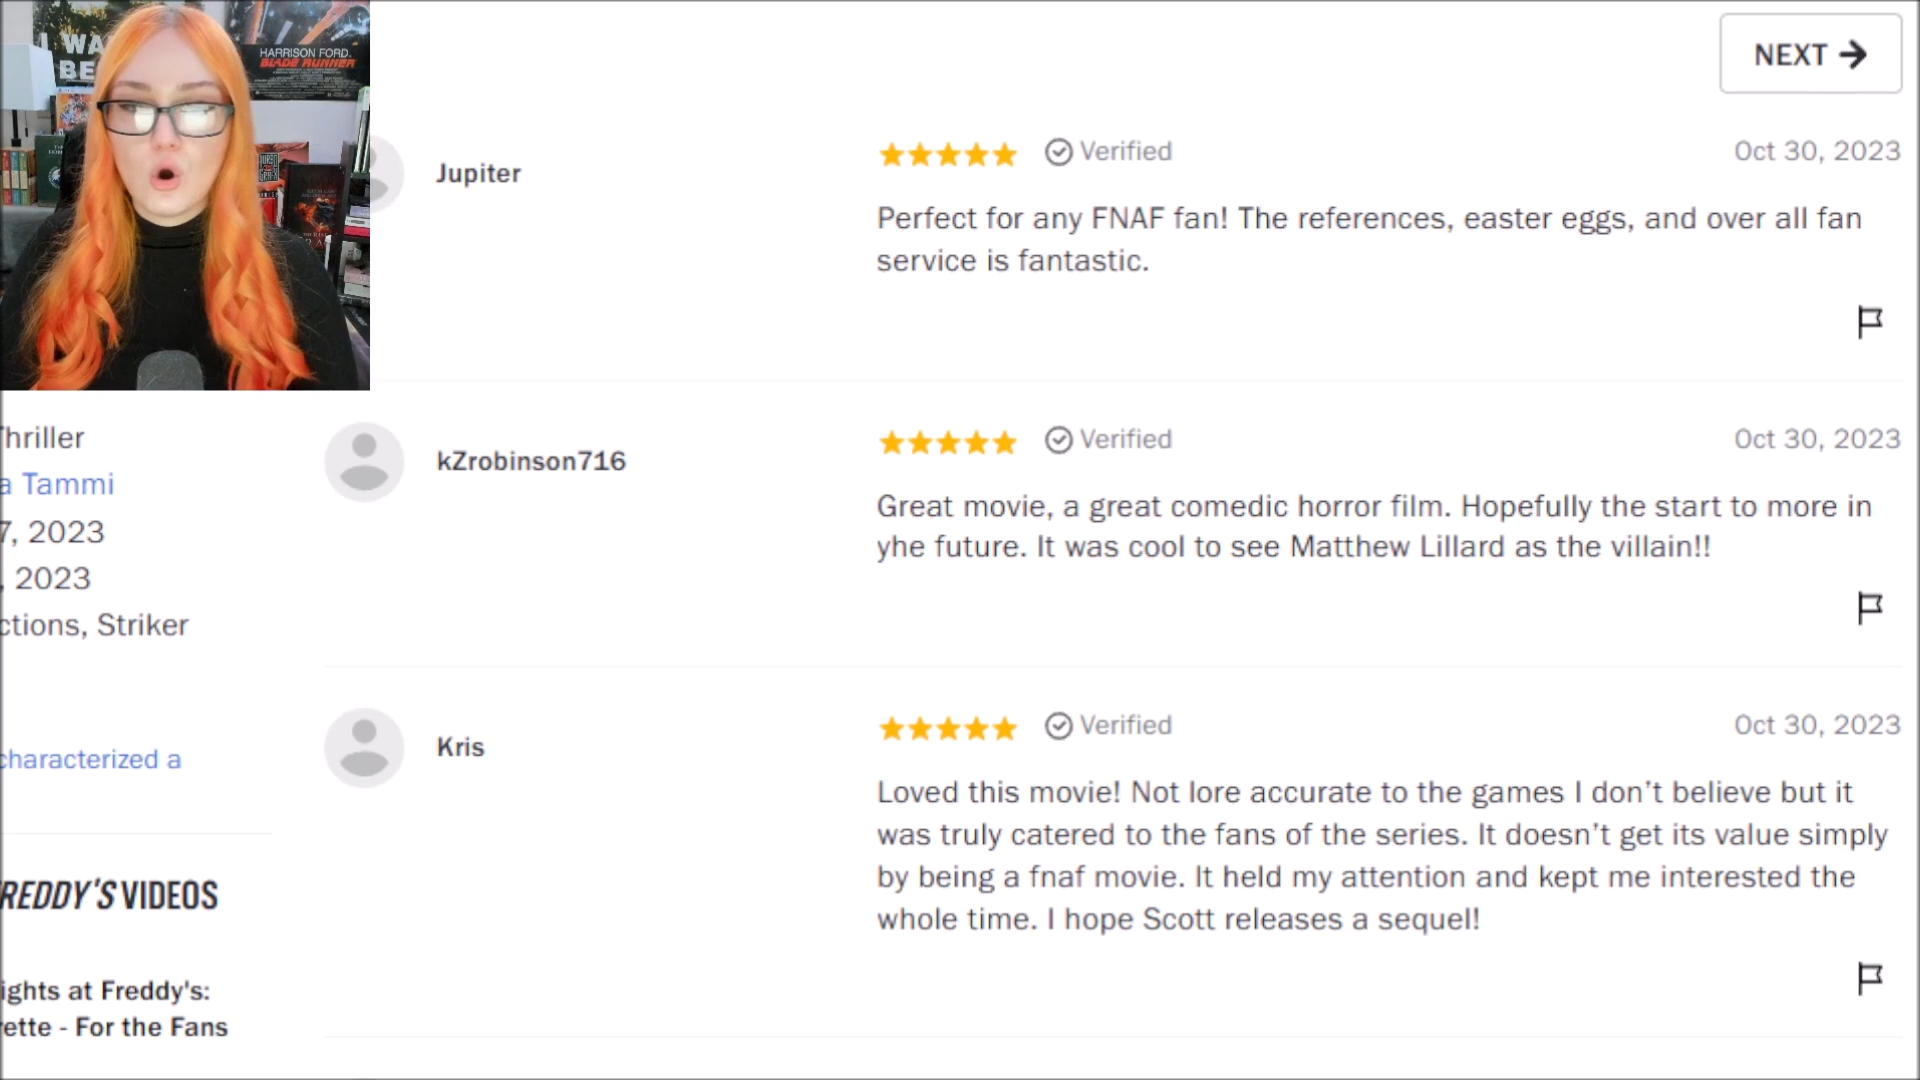 I WA
BE
HARRISON FORD.
BLADE RUNNER
NEXT
Jupiter
Verified
Oct 30, 2023
Perfect for any FNAF fan! The references, easter eggs, and over all fan
service is fantastic.
kZrobinson716
Verified
Oct 30, 2023
Great movie, a great comedic horror film. Hopefully the start to more in
yhe future. It was cool to see Matthew Lillard as the villain!!
Kris
Verified
Oct 30, 2023
Loved this movie! Not lore accurate to the games I don’t believe but it
was truly catered to the fans of the series. It doesn’t get its value simply
by being a fnaf movie. It held my attention and kept me interested the
whole time. I hope Scott releases a sequel!
hriller
a Tammi
7, 2023
, 2023
ctions, Striker
characterized a
REDDY'S VIDEOS
ights at Freddy's:
ette - For the Fans